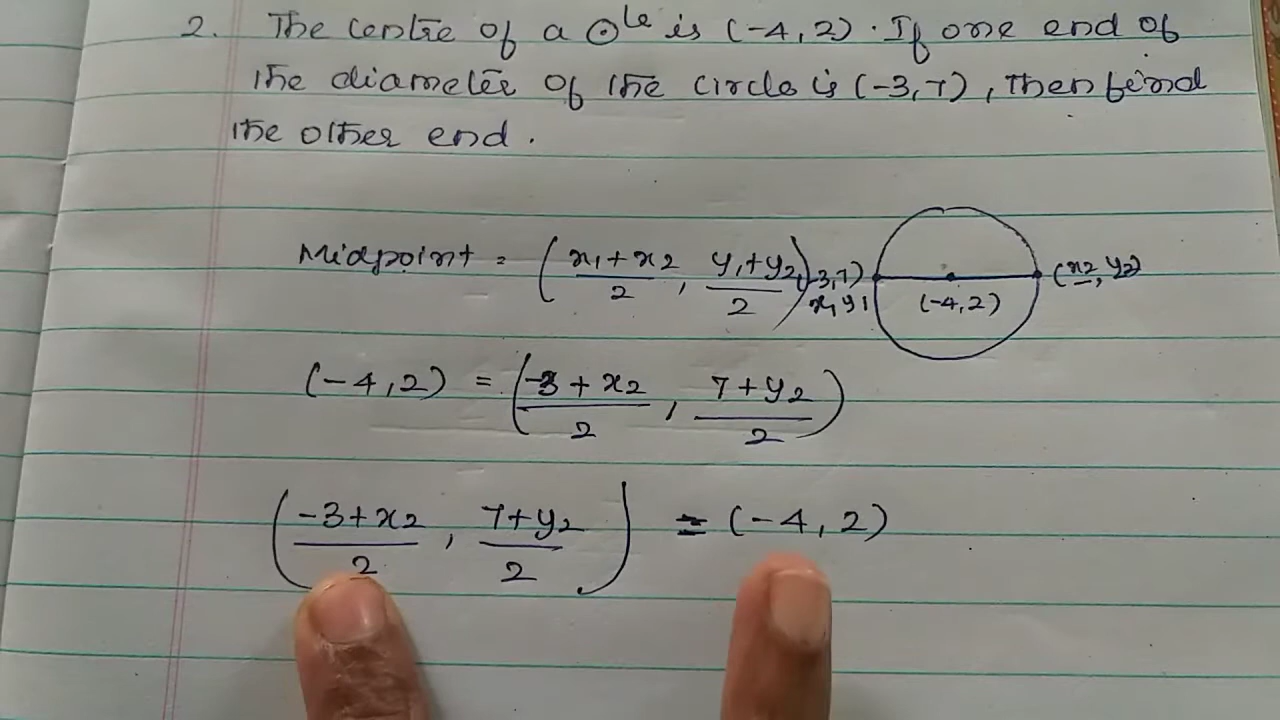 2. The centre of a ⊙le is (-4,2). If one end of
the diameter of the circle is (-3,7), then find
the other end.
Midpoint = (x1+x2/2, y1+y2/2)
(-3,7) (x2, y2)
x1 y1 (-4,2)
(-4,2) = (-3+x2/2, 7+y2/2)
(-3+x2/2, 7+y2/2) = (-4,2)